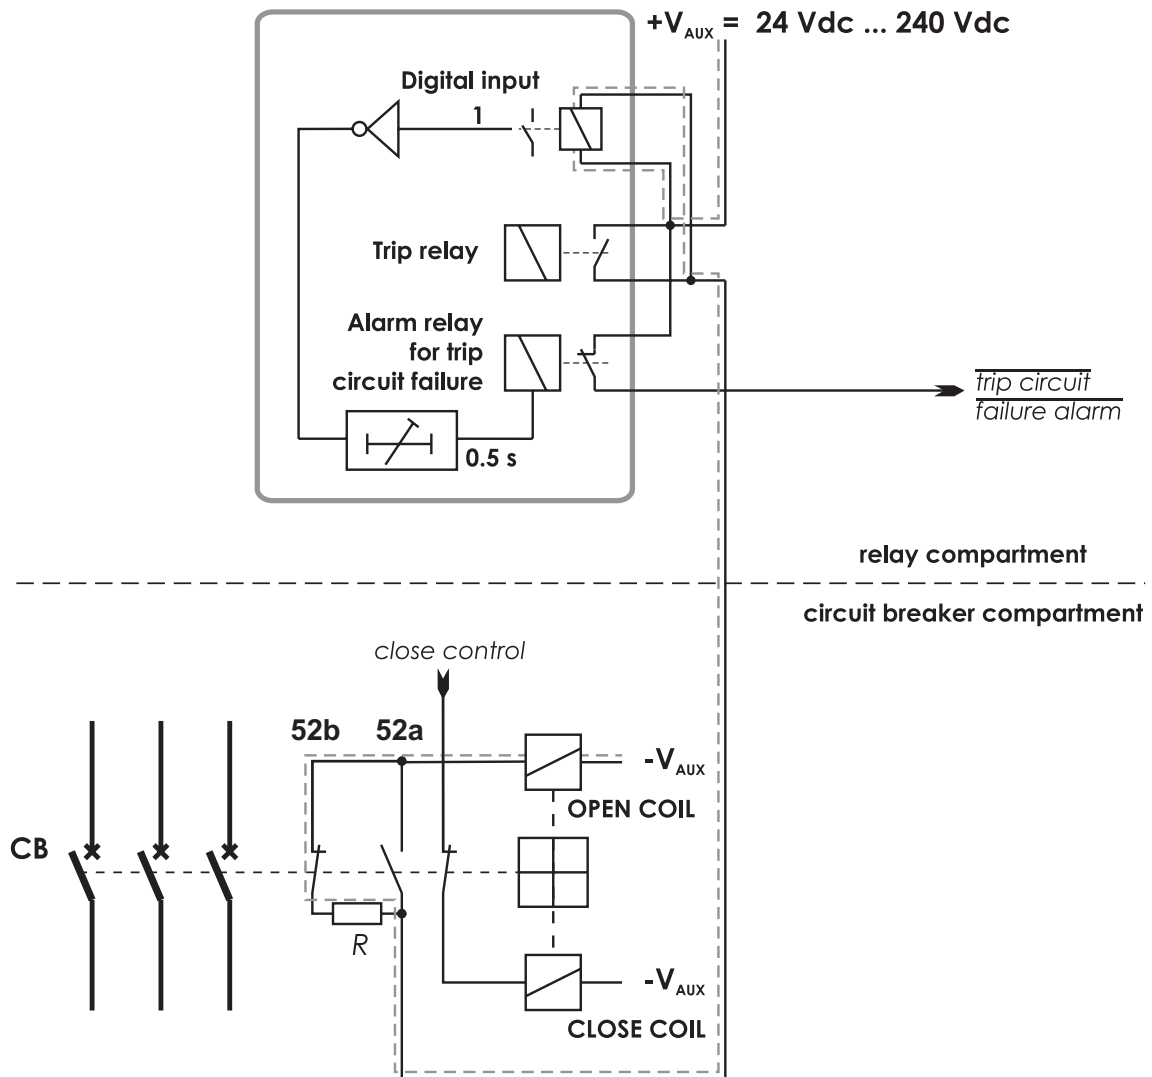 +VAUX = 24 Vdc ... 240 Vdc
Digital input
1
Trip relay
Alarm relay
for trip
circuit failure
trip circuit
failure alarm
0.5 s
relay compartment
circuit breaker compartment
close control
52b 52a
-VAUX
OPEN COIL
CB
R
-VAUX
CLOSE COIL